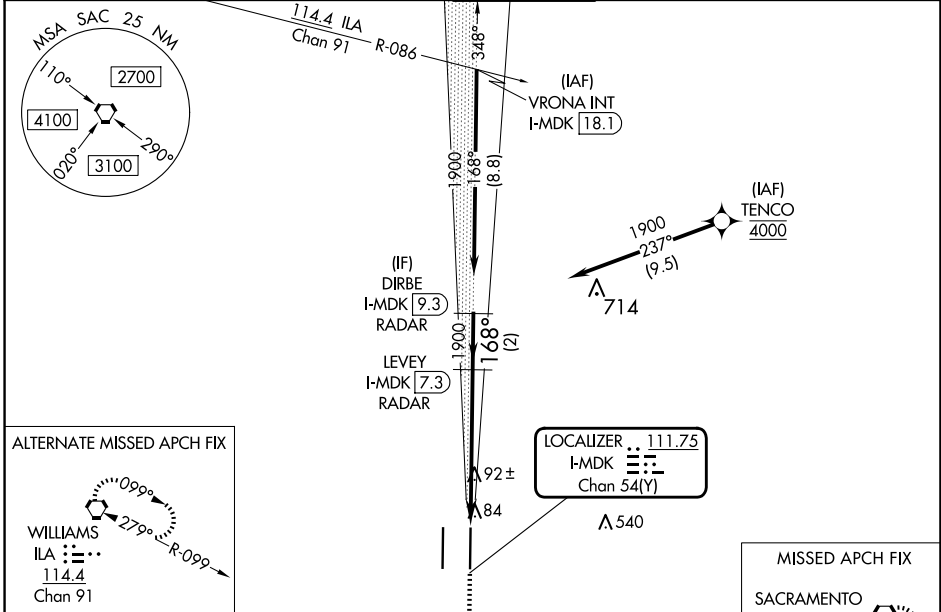 MSA SAC 25 NM
110°
2700
4100
020°
3100
290°
114.4 ILA
Chan 91
R-086
348°
(IAF)
VRONA INT
I-MDK 18.1
1900
168°
(8.8)
(IAF)
TENCO
4000
1900
237°
(9.5)
714
(IF)
DIRBE
I-MDK 9.3
RADAR
1900
168°
(2)
LEVEY
I-MDK 7.3
RADAR
92 ±
84
LOCALIZER 111.75
I-MDK
Chan 54(Y)
540
ALTERNATE MISSED APCH FIX
099°
279°
R-099
WILLIAMS
ILA
114.4
Chan 91
MISSED APCH FIX
SACRAMENTO